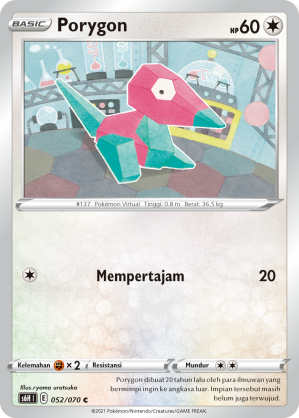 BASIC Porygon HP60
#137 Pokémon Virtual Tinggi: 0.8 m Berat: 36.5 kg
Mempertajam 20
Kelemahan ×2 Resistansi Mundur
Illus.ryoma uratsuka
S6H I E 052/070 C
Porygon dibuat 20 tahun lalu oleh para ilmuwan yang
bermimpi ingin ke angkasa luar. Impian tersebut masih
belum juga terwujud.
©2021 Pokémon/Nintendo/Creatures/GAME FREAK.